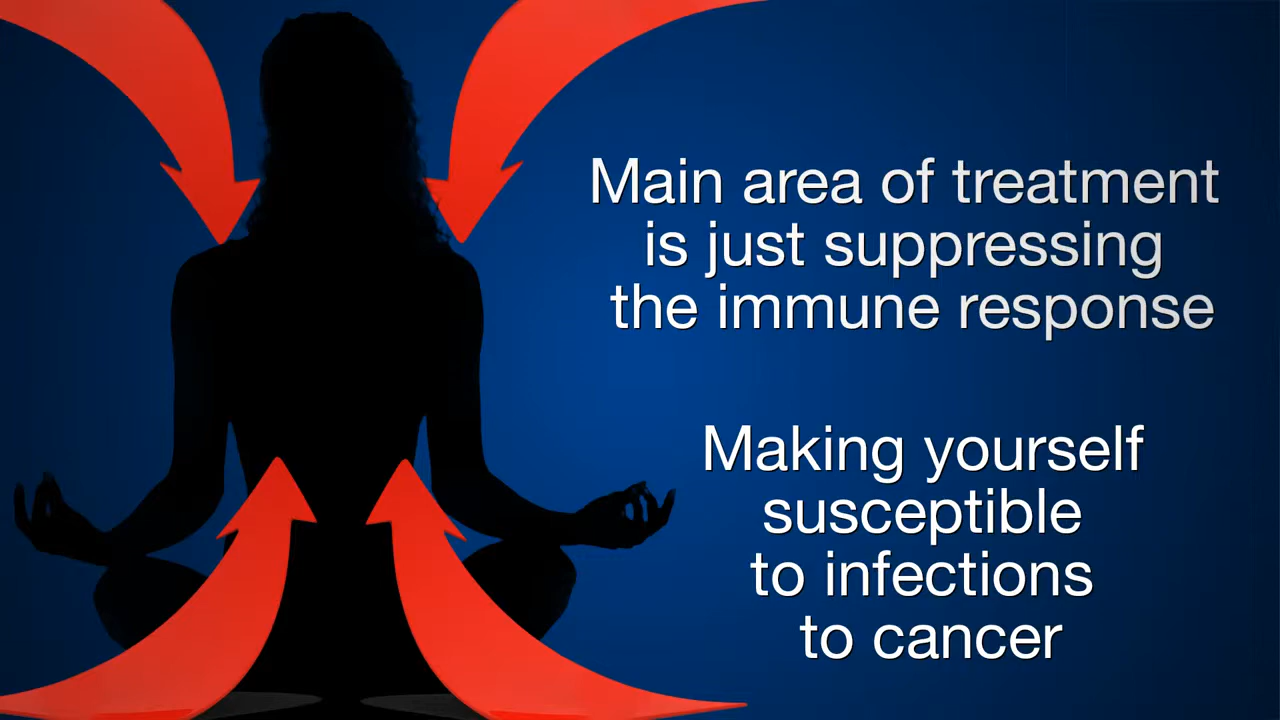 Main area of treatment
is just suppressing
the immune response
Making yourself
susceptible
to infections
to cancer